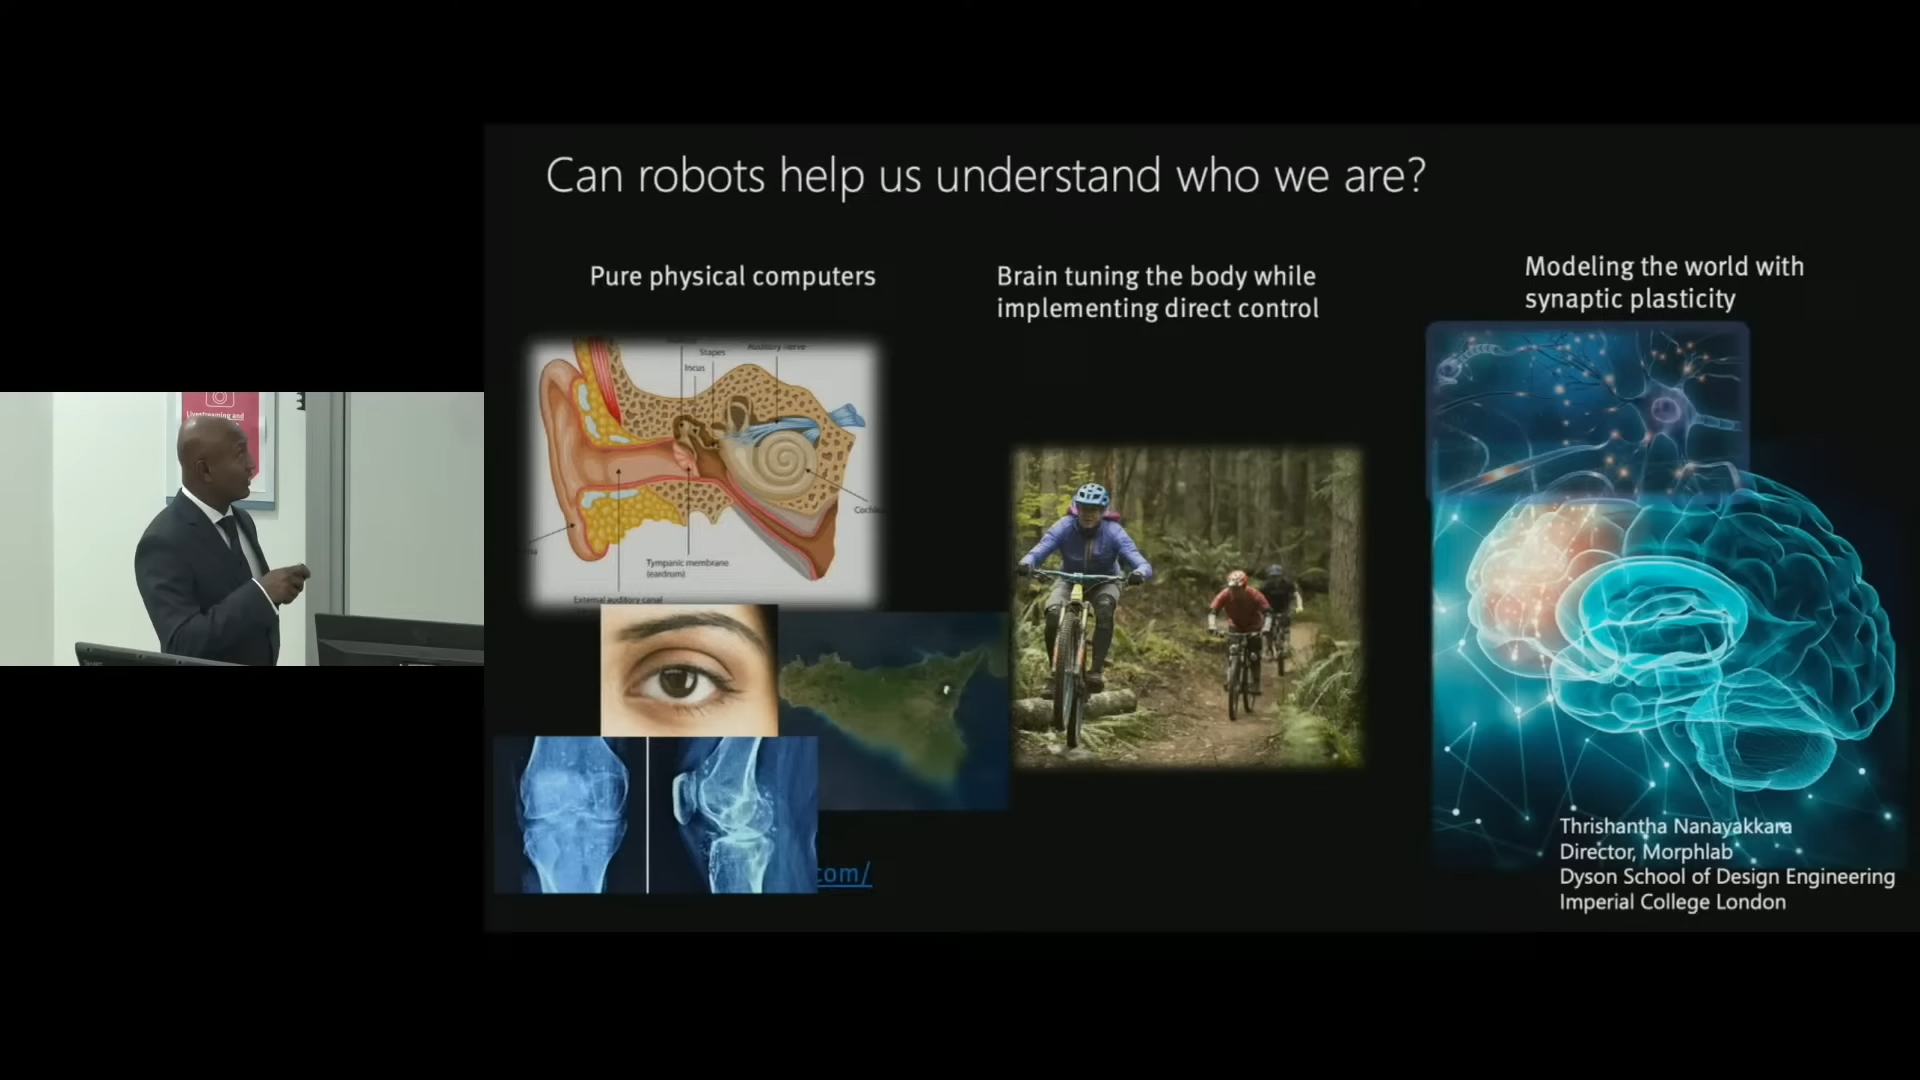 Can robots help us understand who we are?
Pure physical computers
Brain tuning the body while
implementing direct control
Modeling the world with
synaptic plasticity
Stapes
Auditory nerve
Incus
Tympanic membrane
(eardrum)
External auditory canal
Livestreaming and
com/
Thrishantha Nanayakkara
Director, Morphlab
Dyson School of Design Engineering
Imperial College London